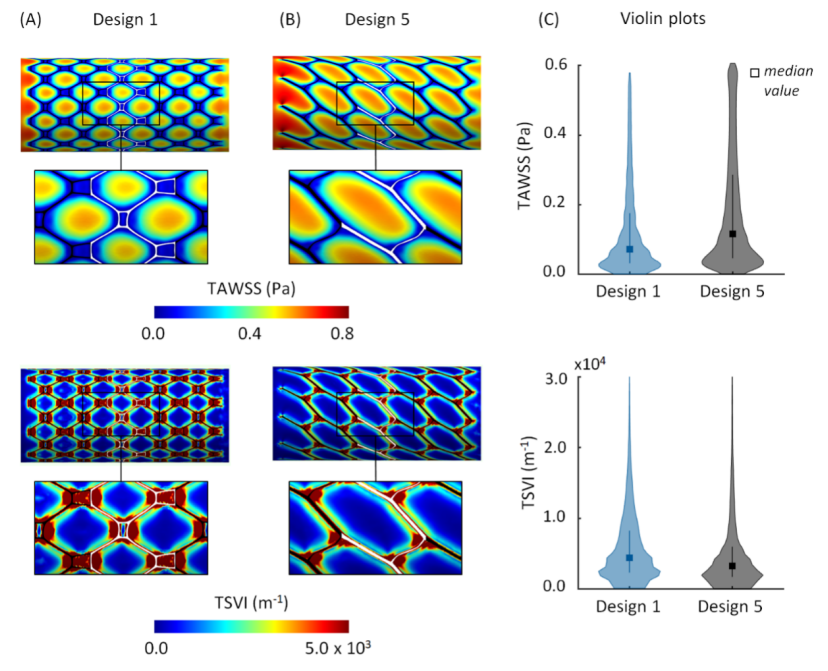 (A) Design 1 (B) Design 5 (C) Violin plots
0.6
median
value
0.4
TAWSS (Pa)
0.2
0.0
Design 1 Design 5
TAWSS (Pa)
0.0 0.4 0.8
x10⁴
3.0
2.0
TSVI (m⁻¹)
1.0
0.0
Design 1 Design 5
TSVI (m⁻¹)
0.0 5.0 x 10³